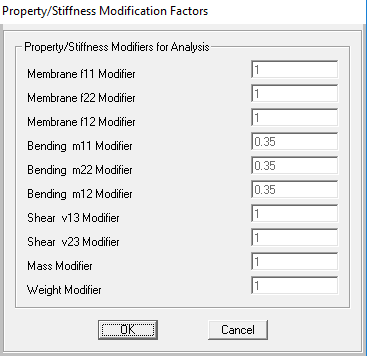 Property/Stiffness Modification Factors
Property/Stiffness Modifiers for Analysis
Membrane f11 Modifier 1
Membrane f22 Modifier 1
Membrane f12 Modifier 1
Bending m11 Modifier 0.35
Bending m22 Modifier 0.35
Bending m12 Modifier 0.35
Shear v13 Modifier 1
Shear v23 Modifier 1
Mass Modifier 1
Weight Modifier 1
OK Cancel